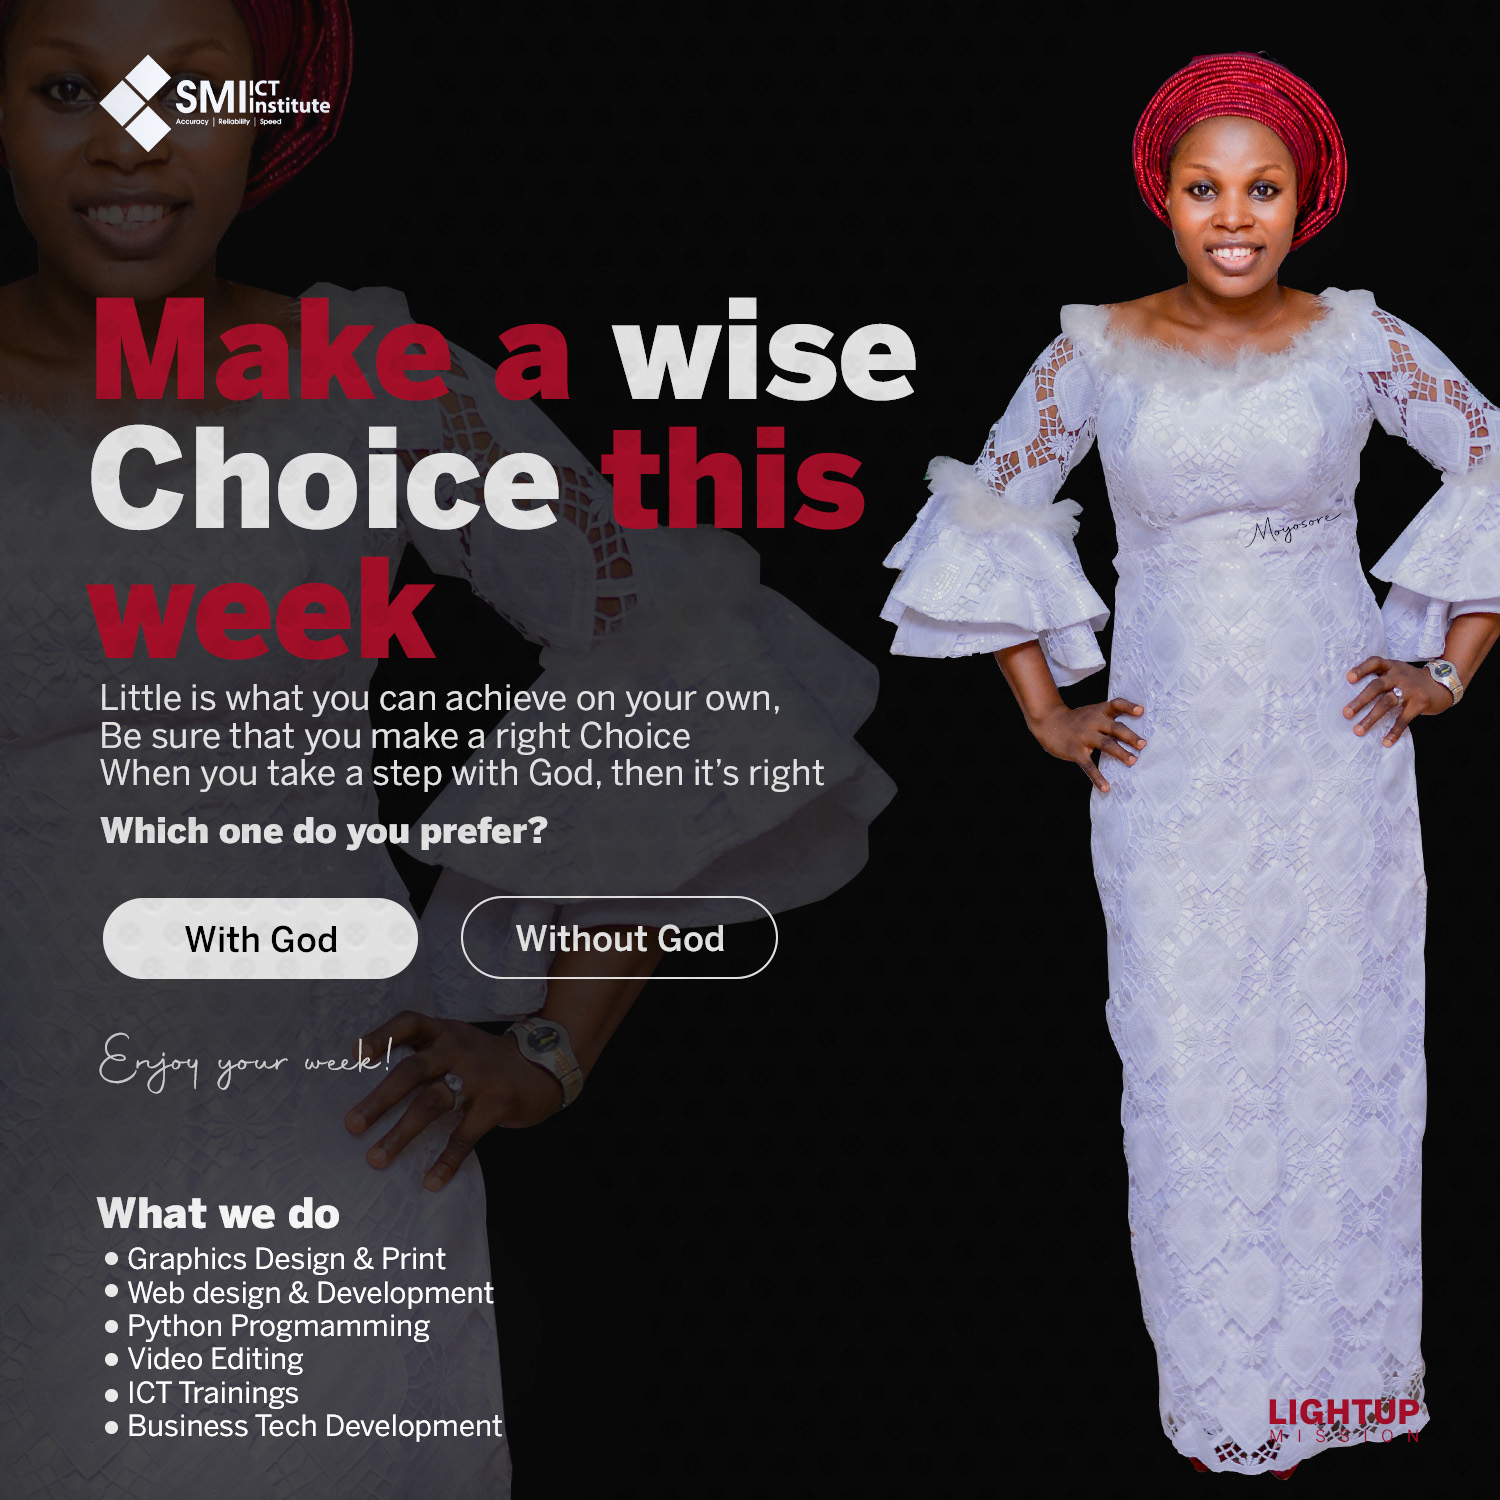 SMI ICT Institute
Accuracy | Reliability | Speed
Make a wise
Choice this
week
Little is what you can achieve on your own,
Be sure that you make a right Choice
When you take a step with God, then it's right
Which one do you prefer?
With God
Without God
Enjoy your week!
What we do
• Graphics Design & Print
• Web design & Development
• Python Progmamming
• Video Editing
• ICT Trainings
• Business Tech Development
Moyosore
LIGHTUP
MISSION